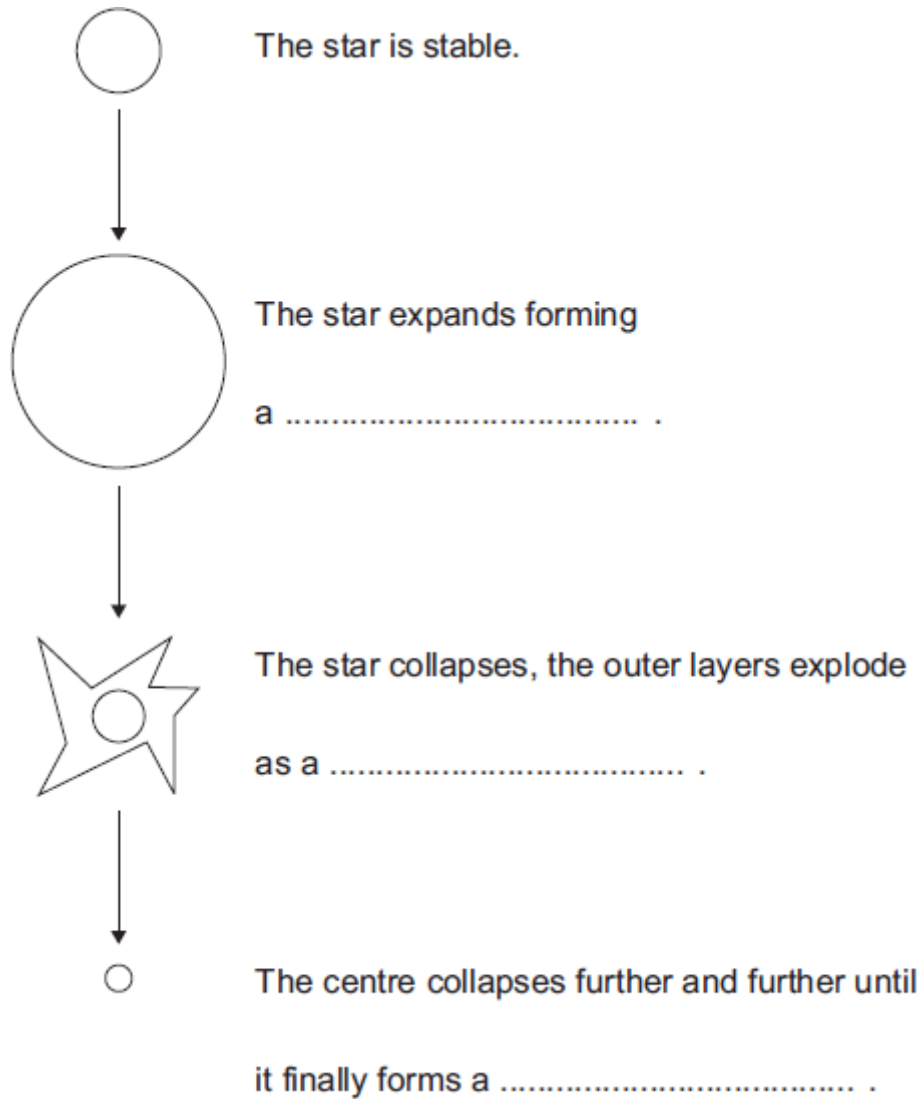 The star is stable.
The star expands forming
a ...................................... .
The star collapses, the outer layers explode
as a ...................................... .
The centre collapses further and further until
it finally forms a ...................................... .